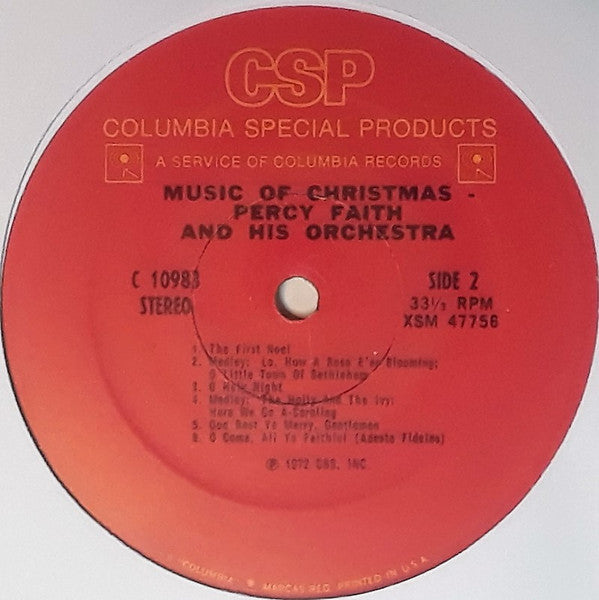 CSP
COLUMBIA SPECIAL PRODUCTS
A SERVICE OF COLUMBIA RECORDS
MUSIC OF CHRISTMAS -
PERCY FAITH
AND HIS ORCHESTRA
C 10983
STEREO
SIDE 2
33⅓ RPM
XSM 47756
1. The First Noel
2. Medley: Lo, How A Rose E'er Blooming;
O Little Town Of Bethlehem
3. O Holy Night
4. Medley: The Holly And The Ivy;
Here We Go A-Caroling
5. God Rest Ye Merry, Gentlemen
6. O Come, All Ye Faithful (Adeste Fideles)
℗ 1972 CBS, INC.
"COLUMBIA" MARCAS REG. PRINTED IN U.S.A.